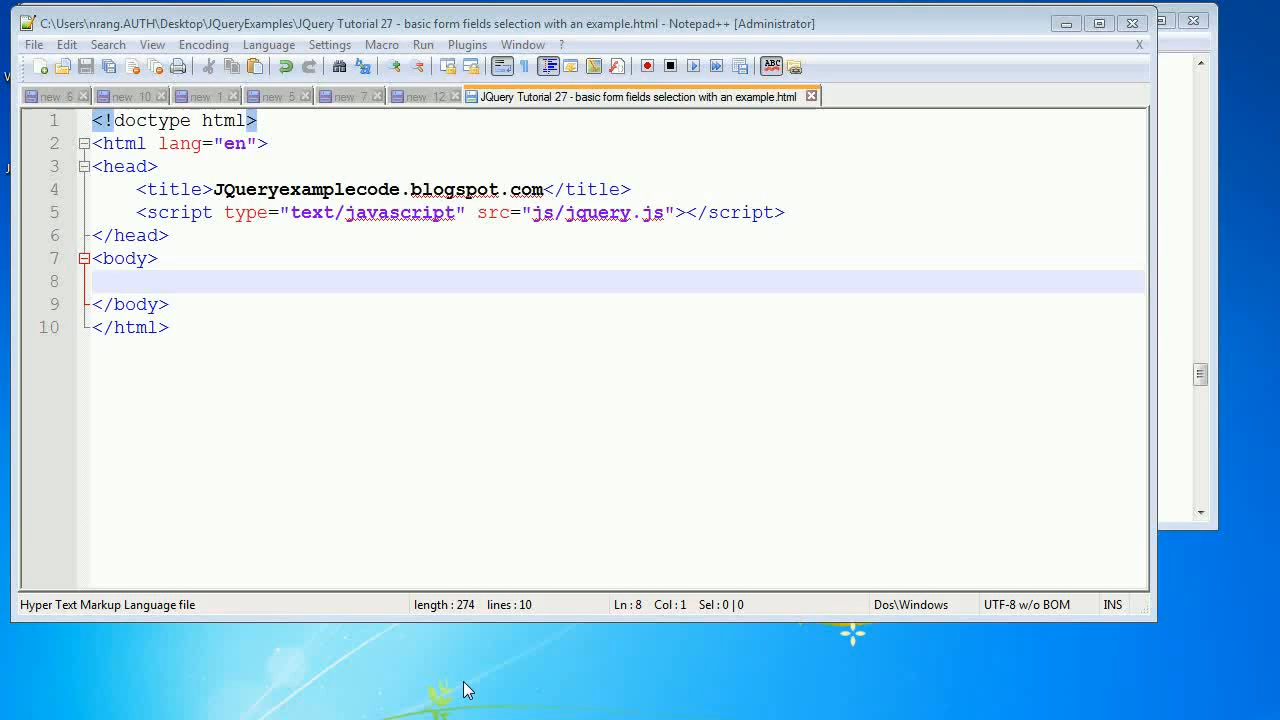 C:\Users\nrang.AUTH\Desktop\JQueryExamples\JQuery Tutorial 27 - basic form fields selection with an example.html - Notepad++ [Administrator]
File Edit Search View Encoding Language Settings Macro Run Plugins Window ? X
ABC
new 6 new 10 new 1 new 5 new 7 new 12 JQuery Tutorial 27 - basic form fields selection with an example.html
1 <!doctype html>
2 <html lang="en">
3 <head>
4 <title>JQueryexamplecode.blogspot.com</title>
5 <script type="text/javascript" src="js/jquery.js"></script>
6 </head>
7 <body>
8
9 </body>
10 </html>
Hyper Text Markup Language file length : 274 lines : 10 Ln : 8 Col : 1 Sel : 0 | 0 Dos\Windows UTF-8 w/o BOM INS